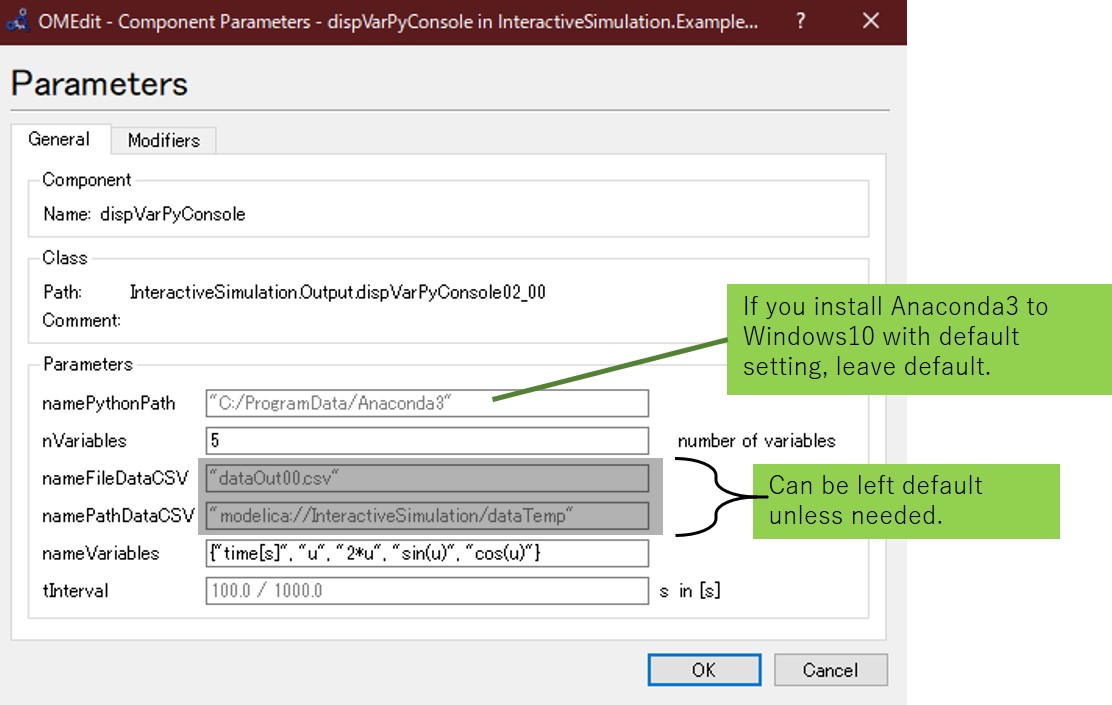 OMEdit - Component Parameters - dispVarPyConsole in InteractiveSimulation.Example... ?
Parameters
General Modifiers
Component
Name: dispVarPyConsole
Class
Path: InteractiveSimulation.Output.dispVarPyConsole02_00
Comment:
If you install Anaconda3 to
Windows10 with default
setting, leave default.
Parameters
namePythonPath "C:/ProgramData/Anaconda3"
nVariables 5 number of variables
nameFileDataCSV "dataOut00.csv"
namePathDataCSV "modelica://InteractiveSimulation/dataTemp"
Can be left default
unless needed.
nameVariables {"time[s]", "u", "2*u", "sin(u)", "cos(u)"}
tInterval 100.0 / 1000.0 s in [s]
OK Cancel